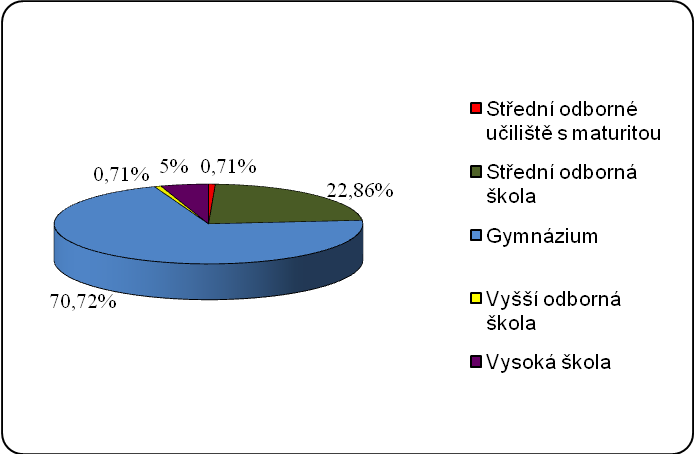 0,71%
5%
0,71%
22,86%
70,72%
Střední odborné
učiliště s maturitou
Střední odborná
škola
Gymnázium
Vyšší odborná
škola
Vysoká škola